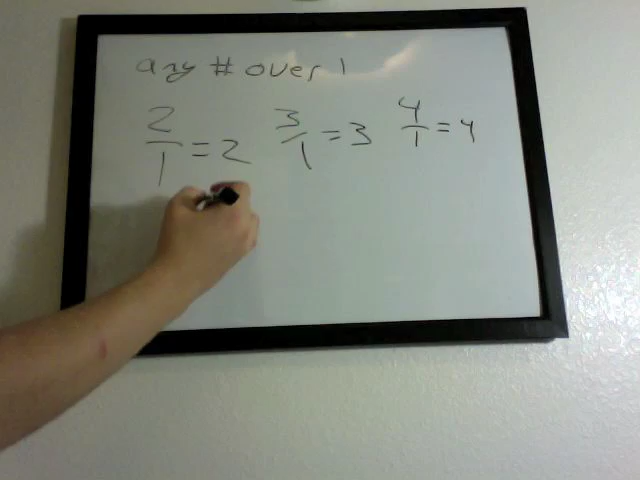 any # over 1
2/1 = 2 3/1 = 3 4/1 = 4